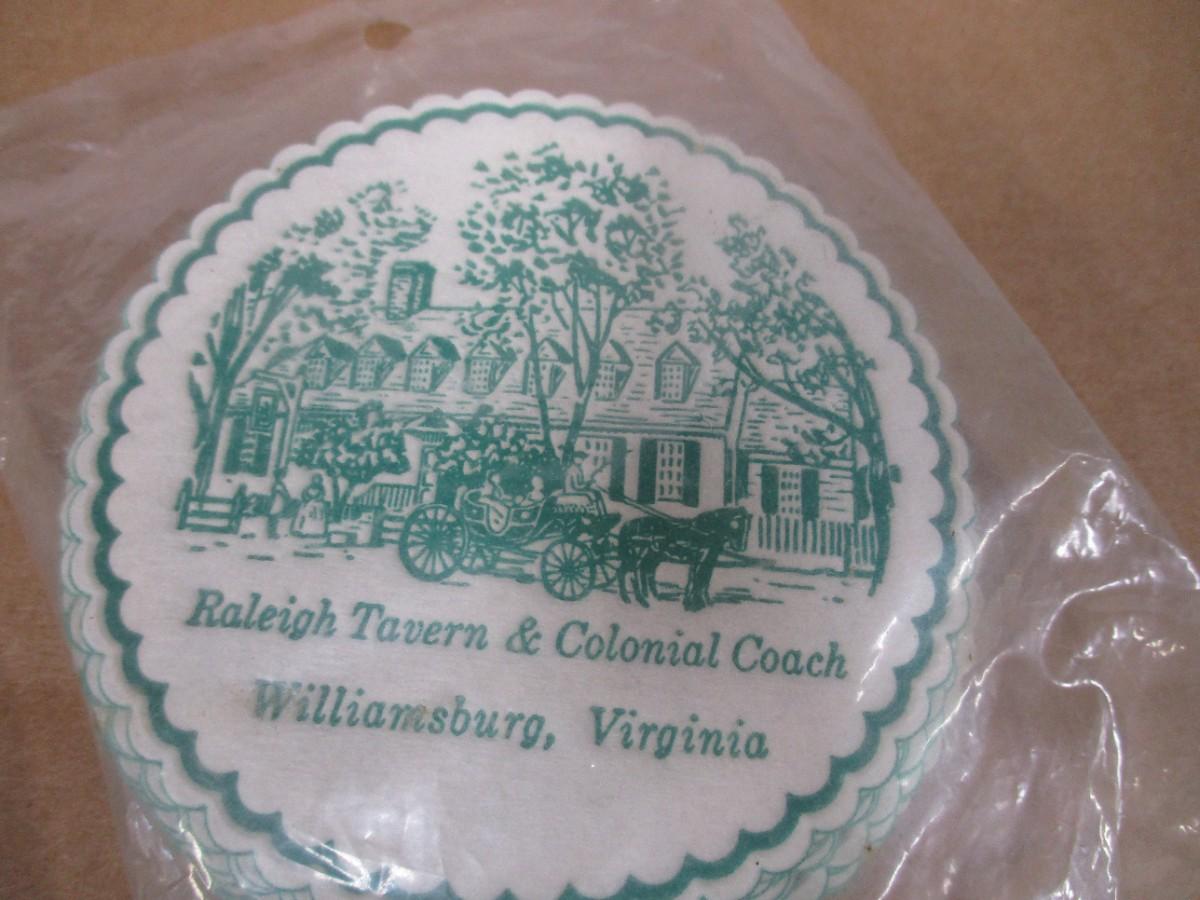 Raleigh Tavern & Colonial Coach
Williamsburg, Virginia